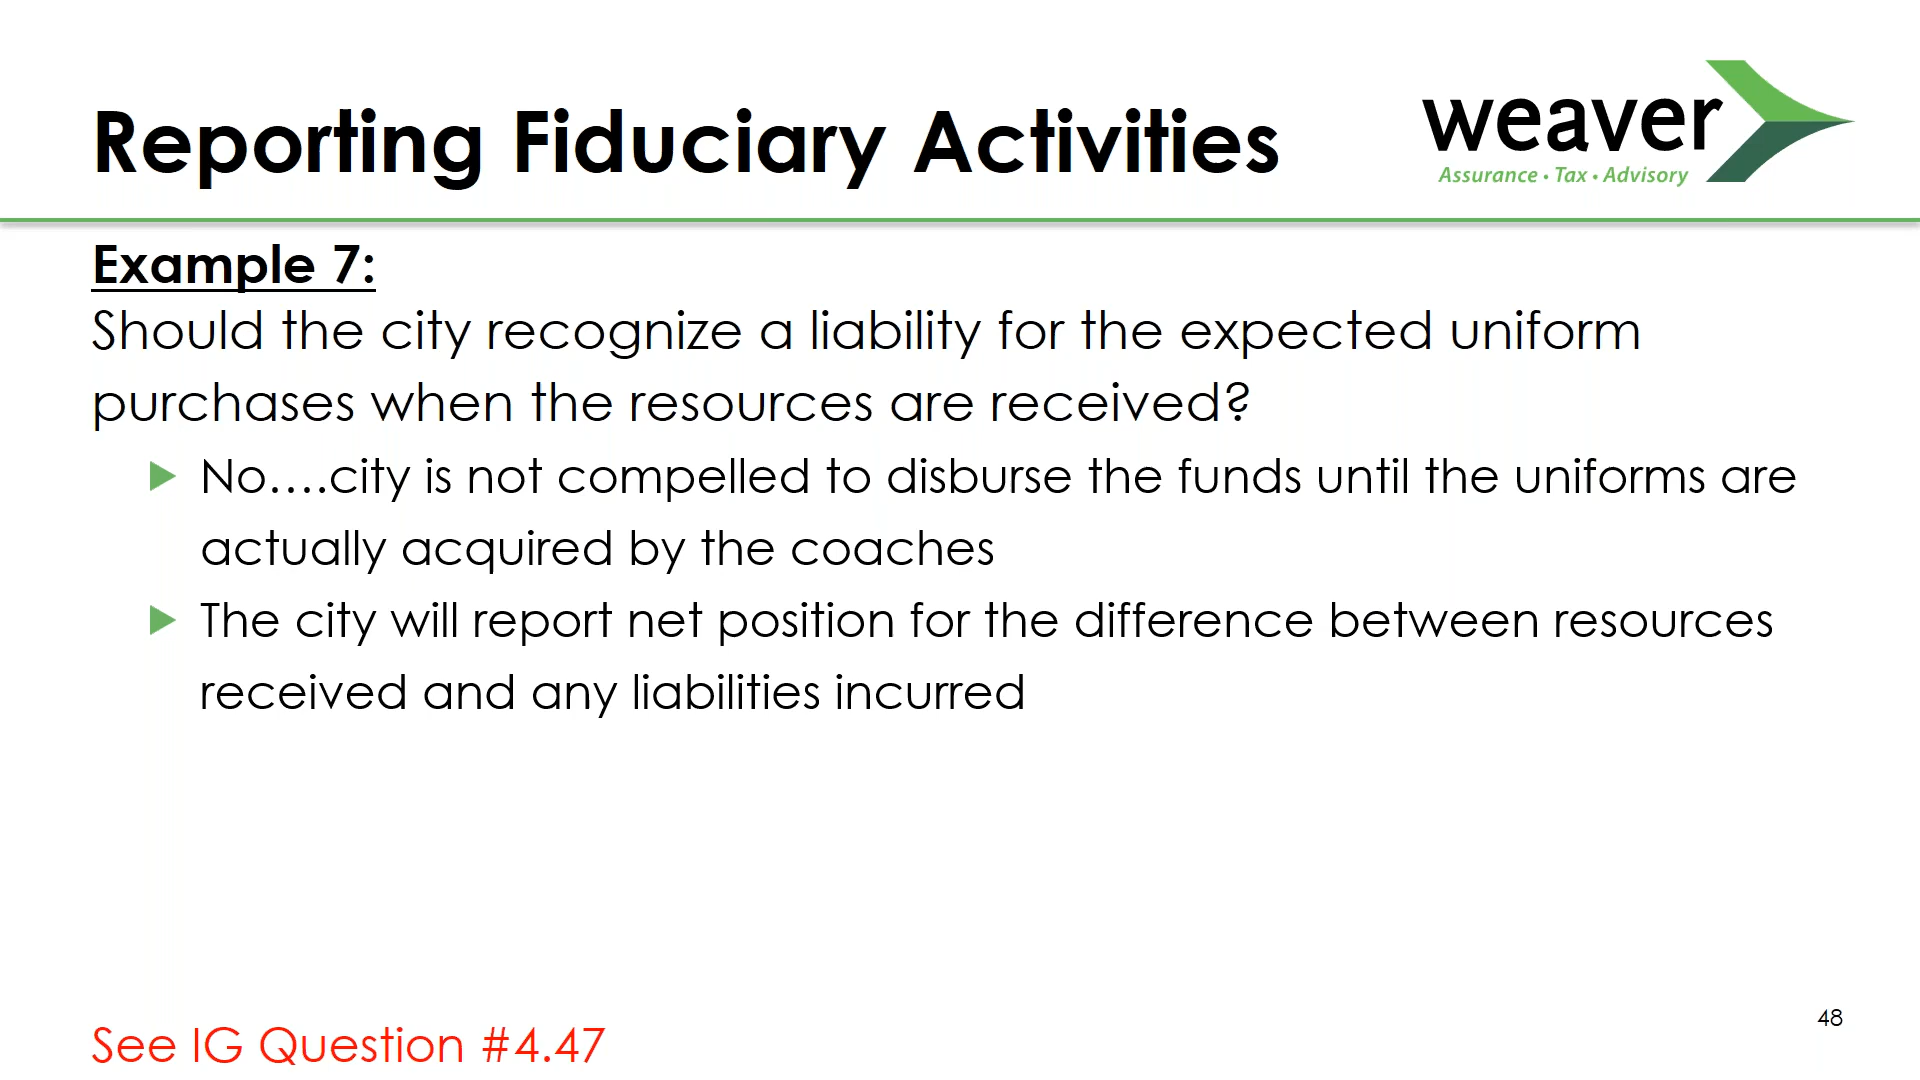 Reporting Fiduciary Activities
weaver
Assurance • Tax • Advisory
Example 7:
Should the city recognize a liability for the expected uniform
purchases when the resources are received?
No….city is not compelled to disburse the funds until the uniforms are
actually acquired by the coaches
The city will report net position for the difference between resources
received and any liabilities incurred
48
See IG Question #4.47